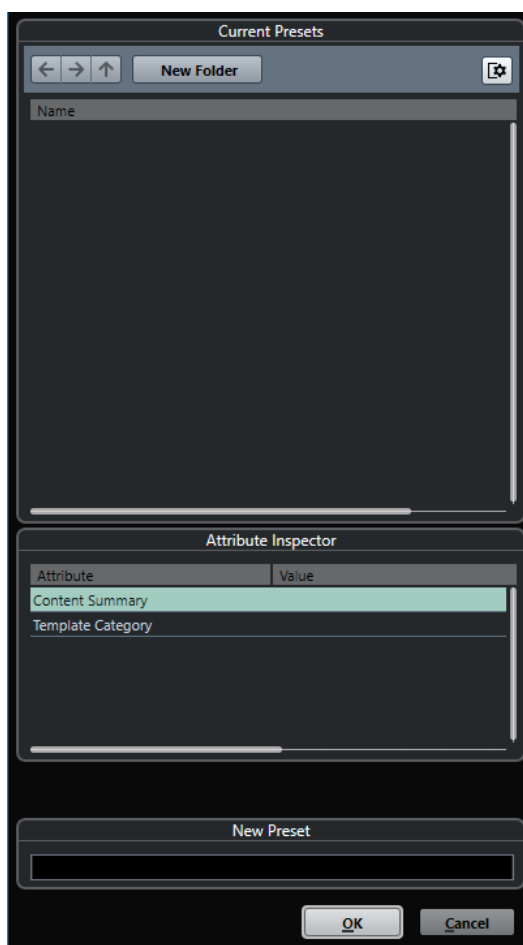 Current Presets
New Folder
Name
Attribute Inspector
Attribute Value
Content Summary
Template Category
New Preset
OK Cancel